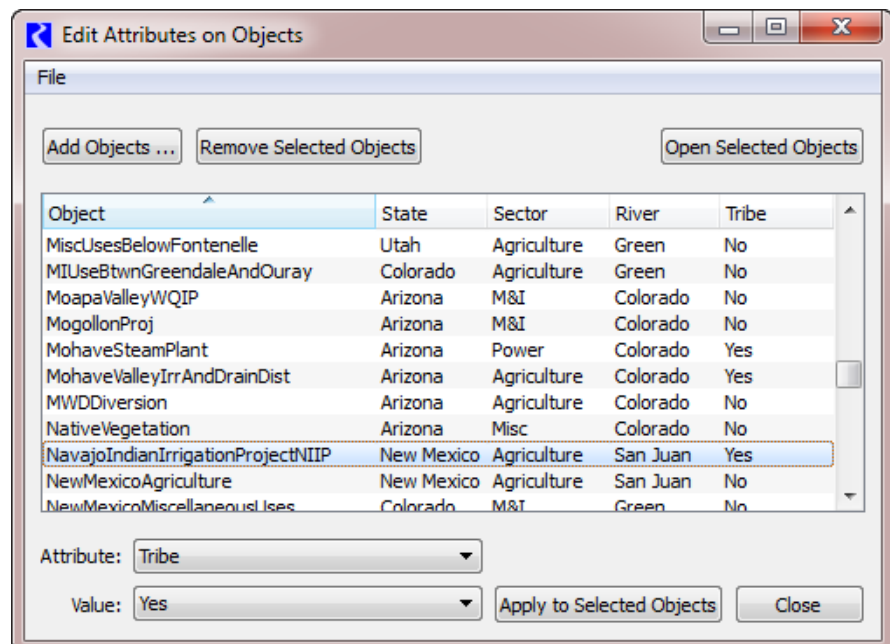 Edit Attributes on Objects
File
Add Objects ... Remove Selected Objects Open Selected Objects
Object State Sector River Tribe
MiscUsesBelowFontenelle Utah Agriculture Green No
MIUseBtwnGreendaleAndOuray Colorado Agriculture Green No
MoapaValleyWQIP Arizona M&I Colorado No
MogollonProj Arizona M&I Colorado No
MohaveSteamPlant Arizona Power Colorado Yes
MohaveValleyIrrAndDrainDist Arizona Agriculture Colorado Yes
MWDDiversion Arizona Agriculture Colorado No
NativeVegetation Arizona Misc Colorado No
NavajoIndianIrrigationProjectNIIP New Mexico Agriculture San Juan Yes
NewMexicoAgriculture New Mexico Agriculture San Juan No
NewMexicoMiscellaneousUses Colorado M&I Green No
Attribute: Tribe
Value: Yes Apply to Selected Objects Close